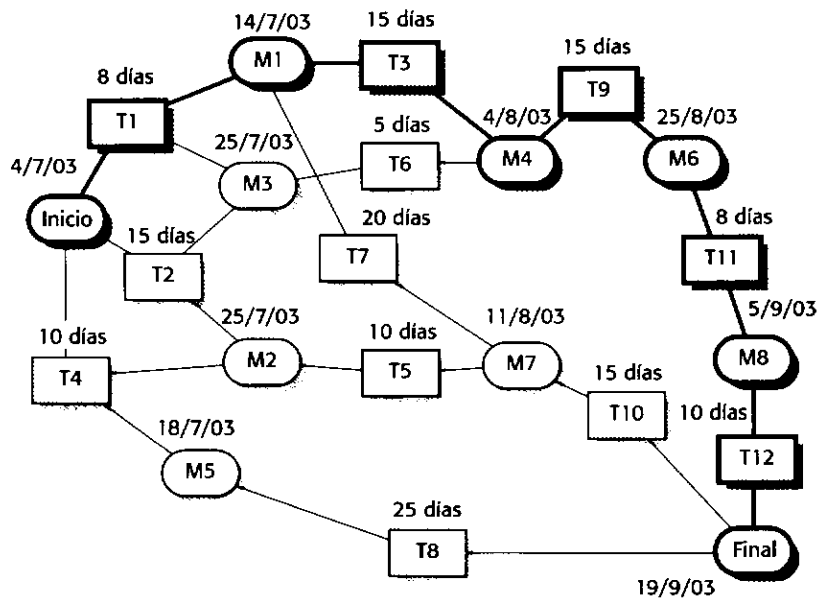 14/7/03
15 días
M1
T3
15 días
8 días
T9
T1
25/7/03
5 días
4/8/03
25/8/03
4/7/03
M3
T6
M4
M6
Inicio
15 días
20 días
8 días
T2
T7
T11
25/7/03
11/8/03
5/9/03
10 días
10 días
M2
T5
M7
M8
T4
15 días
18/7/03
T10
10 días
M5
T12
25 días
T8
Final
19/9/03